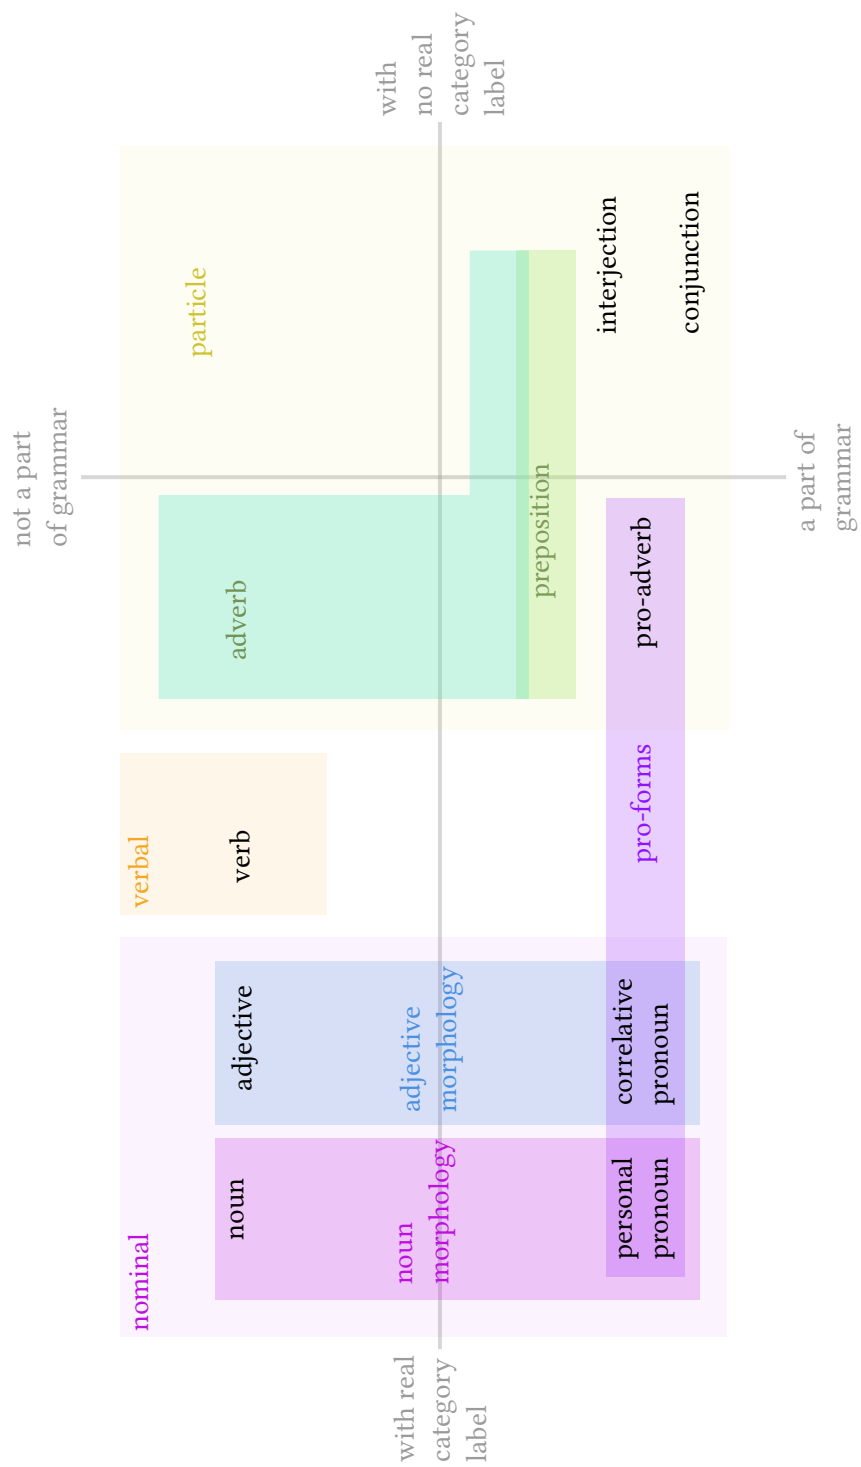 not a part
of grammar
nominal
verbal
particle
noun
adjective
verb
adverb
with real
category
label
noun
morphology
adjective
morphology
with
no real
category
label
preposition
personal
pronoun
correlative
pronoun
pro-forms
pro-adverb
interjection
conjunction
a part of
grammar